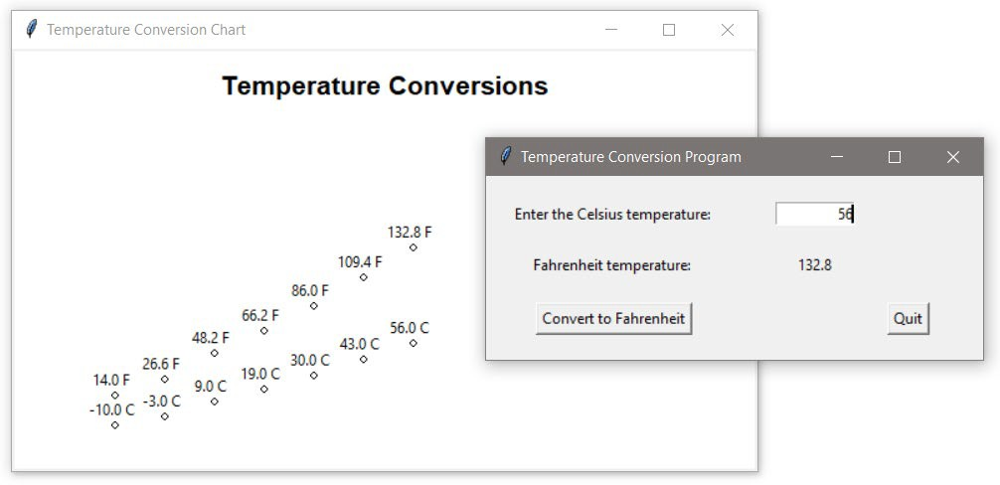 Temperature Conversion Chart
Temperature Conversions
132.8 F
109.4 F
86.0 F
66.2 F
48.2 F
26.6 F
14.0 F
56.0 C
43.0 C
30.0 C
19.0 C
9.0 C
-3.0 C
-10.0 C
Temperature Conversion Program
Enter the Celsius temperature: 56
Fahrenheit temperature: 132.8
Convert to Fahrenheit Quit